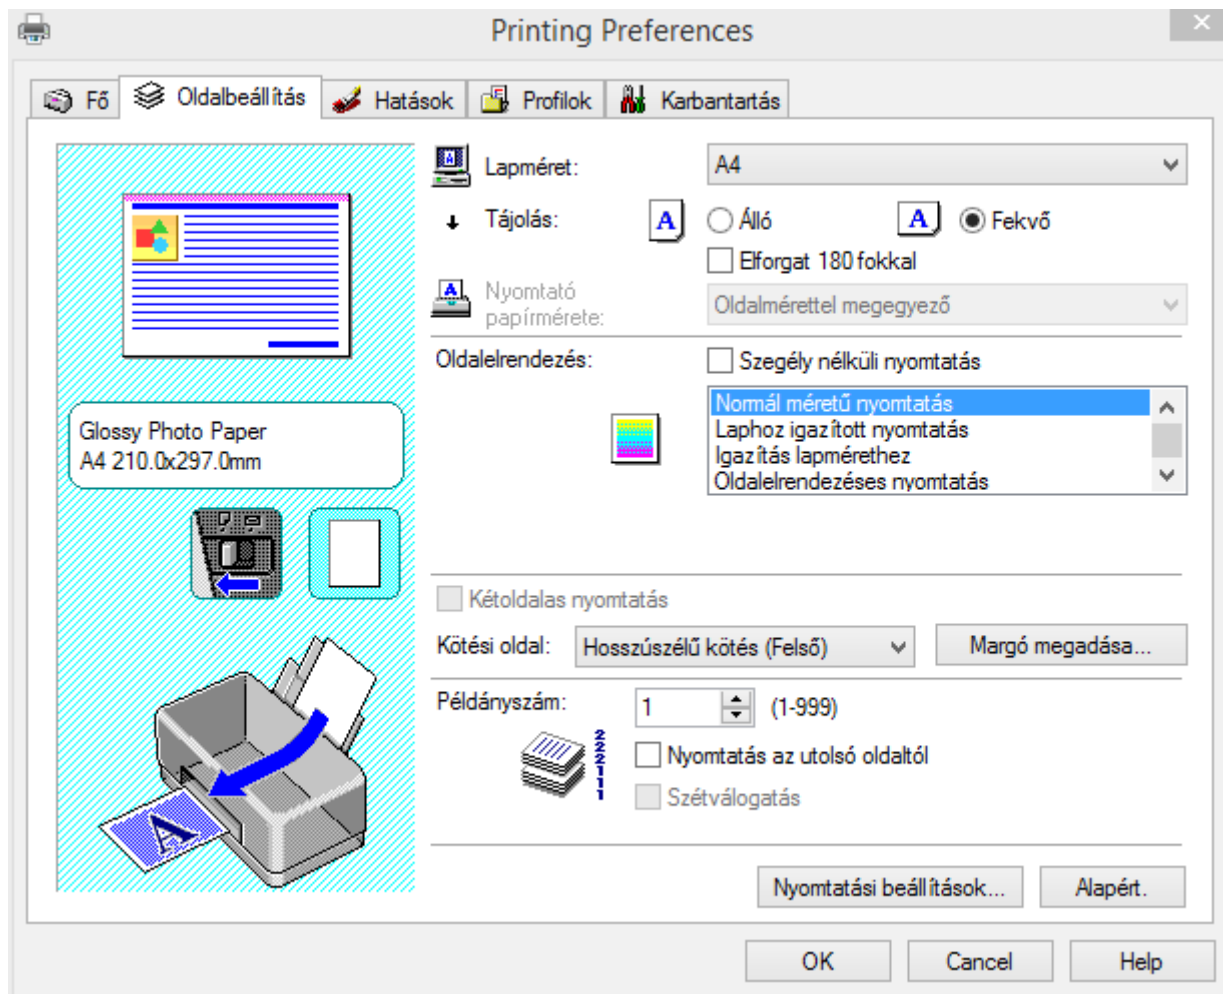 Printing Preferences
Fő Oldalbeállítás Hatások Profilok Karbantartás
Lapméret: A4
Tájolás: A Álló A Fekvő
Elforgat 180 fokkal
Nyomtató
papírmérete:
Oldalmérettel megegyező
Oldalelrendezés: Szegély nélküli nyomtatás
Normál méretű nyomtatás
Laphoz igazított nyomtatás
Igazítás lapmérethez
Oldalelrendezéses nyomtatás
Glossy Photo Paper
A4 210.0x297.0mm
Kétoldalas nyomtatás
Kötési oldal: Hosszúszélű kötés (Felső) Margó megadása...
Példányszám: 1 (1-999)
222111
Nyomtatás az utolsó oldaltól
Szétválogatás
A
Nyomtatási beállítások... Alapért.
OK Cancel Help